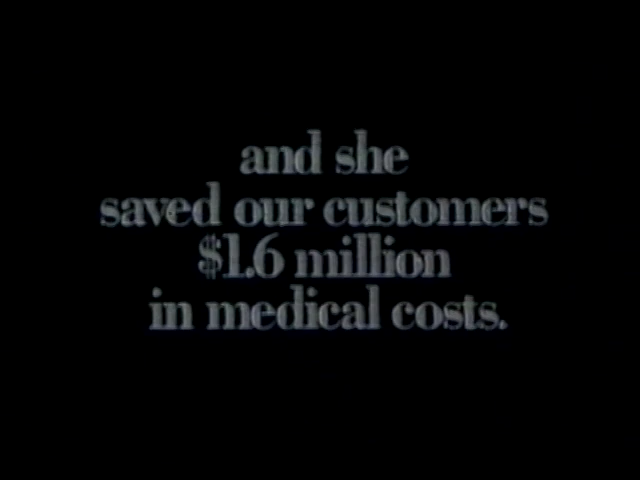 and she
saved our customers
$1.6 million
in medical costs.